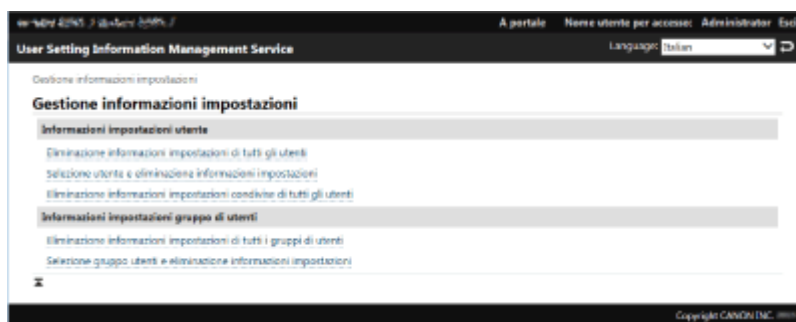 A portale Nome utente per accesso: Administrator Esci
User Setting Information Management Service Language: Italian
Gestione informazioni impostazioni
Gestione informazioni impostazioni
Informazioni impostazioni utente
Eliminazione informazioni impostazioni di tutti gli utenti
Selezione utente e eliminazione informazioni impostazioni
Eliminazione informazioni impostazioni condivise di tutti gli utenti
Informazioni impostazioni gruppo di utenti
Eliminazione informazioni impostazioni di tutti i gruppi di utenti
Selezione gruppo utenti e eliminazione informazioni impostazioni
Copyright CANON INC.